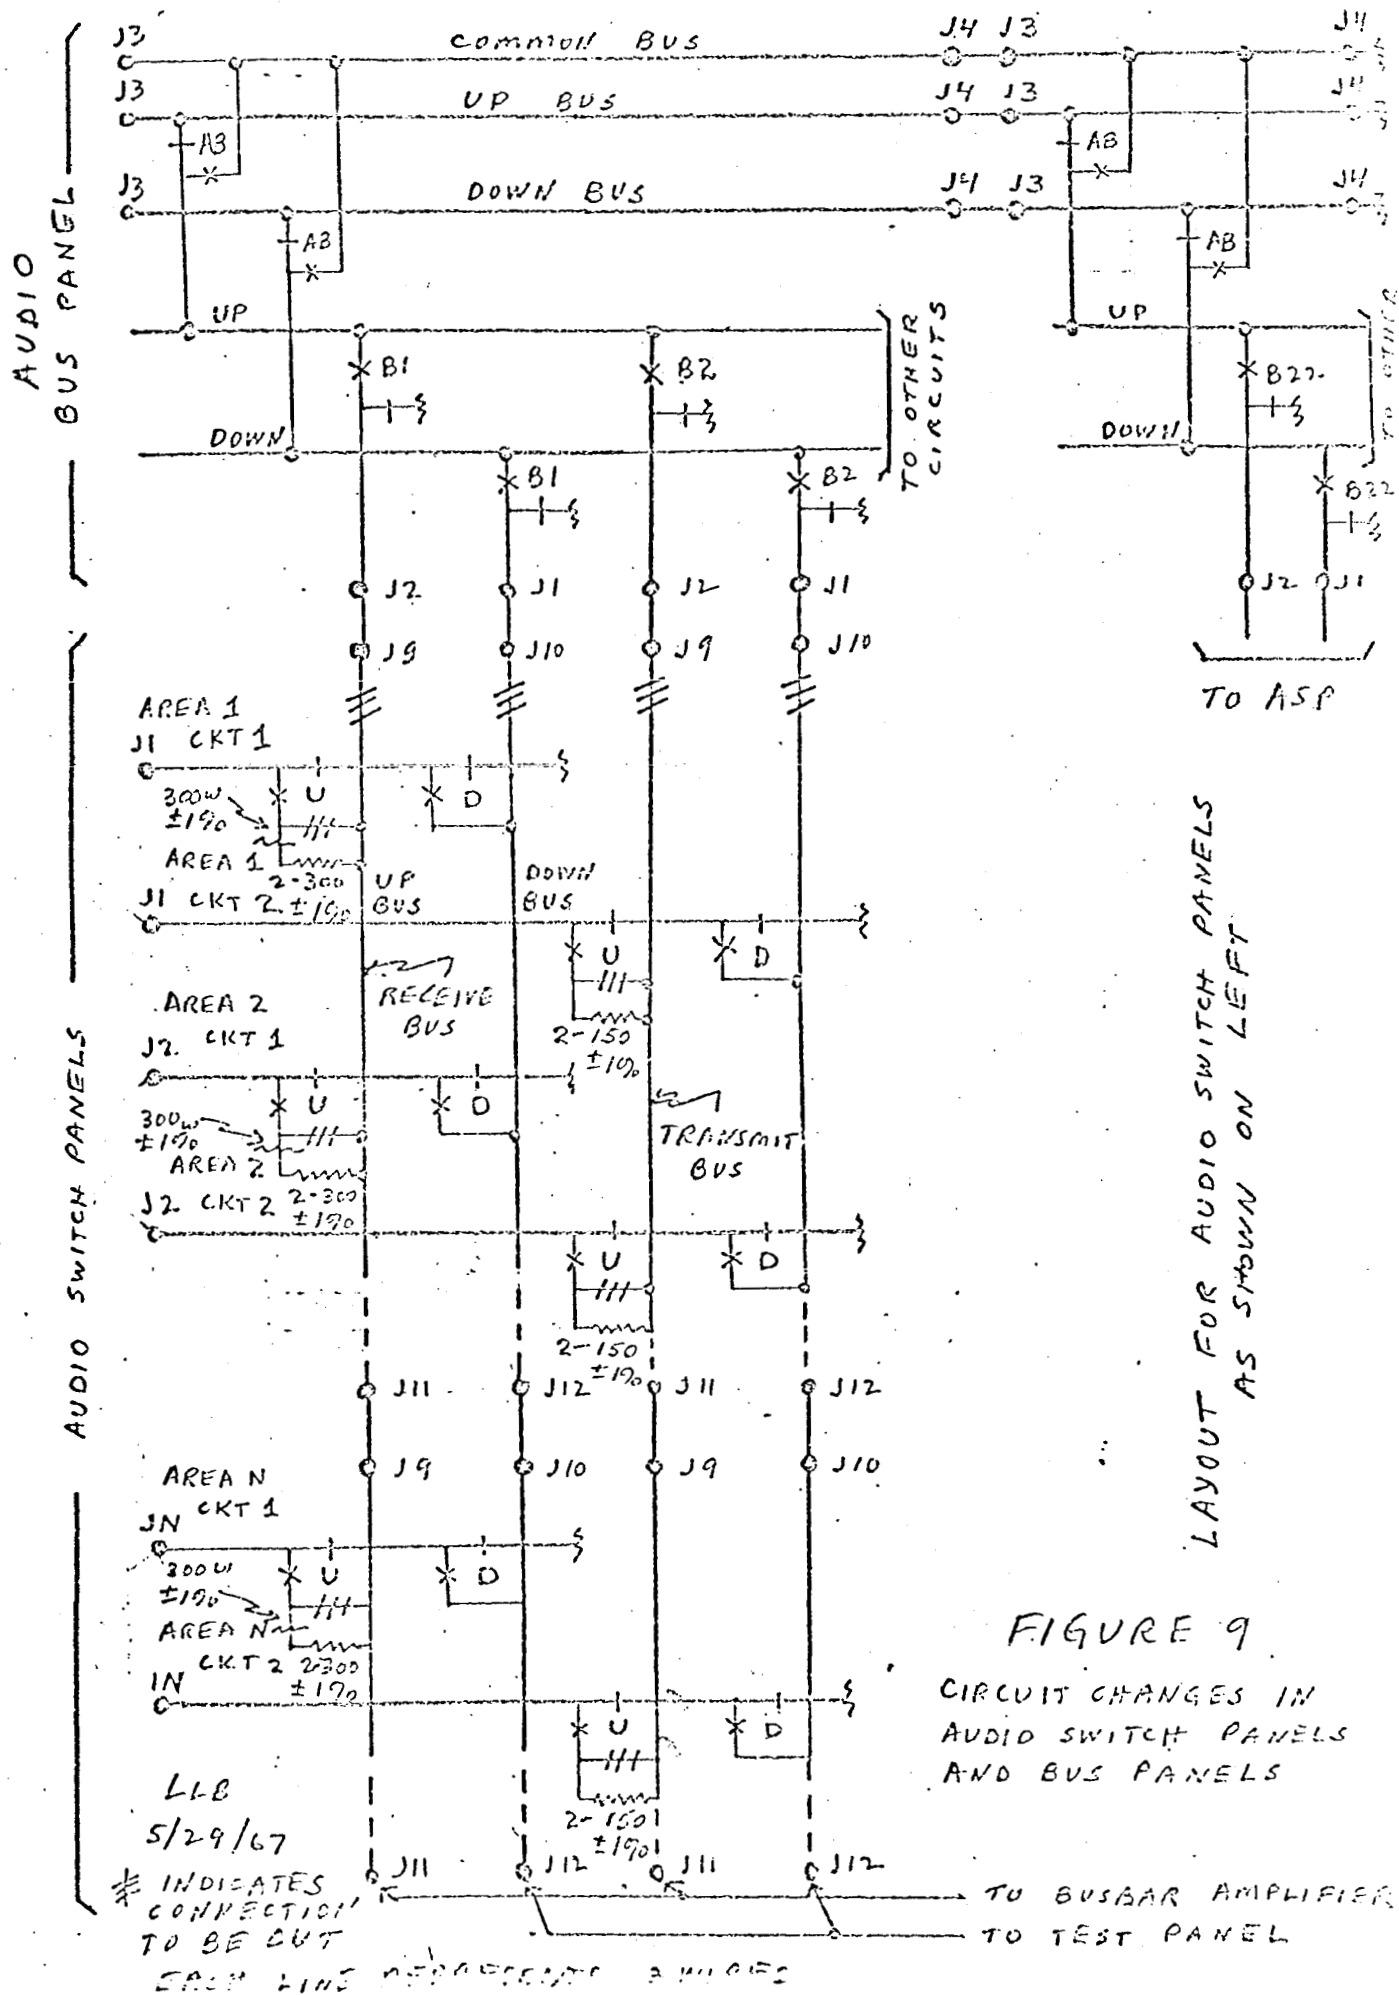 AUDIO
BUS PANEL
J3 COMMON BUS J4 J3 J4
J3 UP BUS J4 J3 J4
AB AB
J3 DOWN BUS J4 J3 J4
AB AB
UP UP
B1 B2 B22
DOWN DOWN
B1 B2 B22
TO OTHER
CIRCUITS
TO OTHER
J2 J1 J2 J1 J2 J1
J9 J10 J9 J10
TO ASP
AUDIO SWITCH PANELS
AREA 1
J1 CKT 1
U D
300ω
±1%
AREA 1
2-300
±1%
J1 CKT 2
UP
BUS
DOWN
BUS
U D
RECEIVE
BUS
2-150
±1%
AREA 2
J2 CKT 1
U D
300ω
±1%
AREA 2
TRANSMIT
BUS
J2 CKT 2
2-300
±1%
U D
2-150
±1%
J11 J12 J11 J12
J9 J10 J9 J10
AREA N
CKT 1
JN
U D
300ω
±1%
AREA N
CKT 2 2-300
±1%
U D
2-150
±1%
J11 J12 J11 J12
LAYOUT FOR AUDIO SWITCH PANELS
AS SHOWN ON LEFT
FIGURE 9
CIRCUIT CHANGES IN
AUDIO SWITCH PANELS
AND BUS PANELS
LLB
5/29/67
INDICATES
CONNECTION
TO BE CUT
EACH LINE
TO BUSBAR AMPLIFIER
TO TEST PANEL